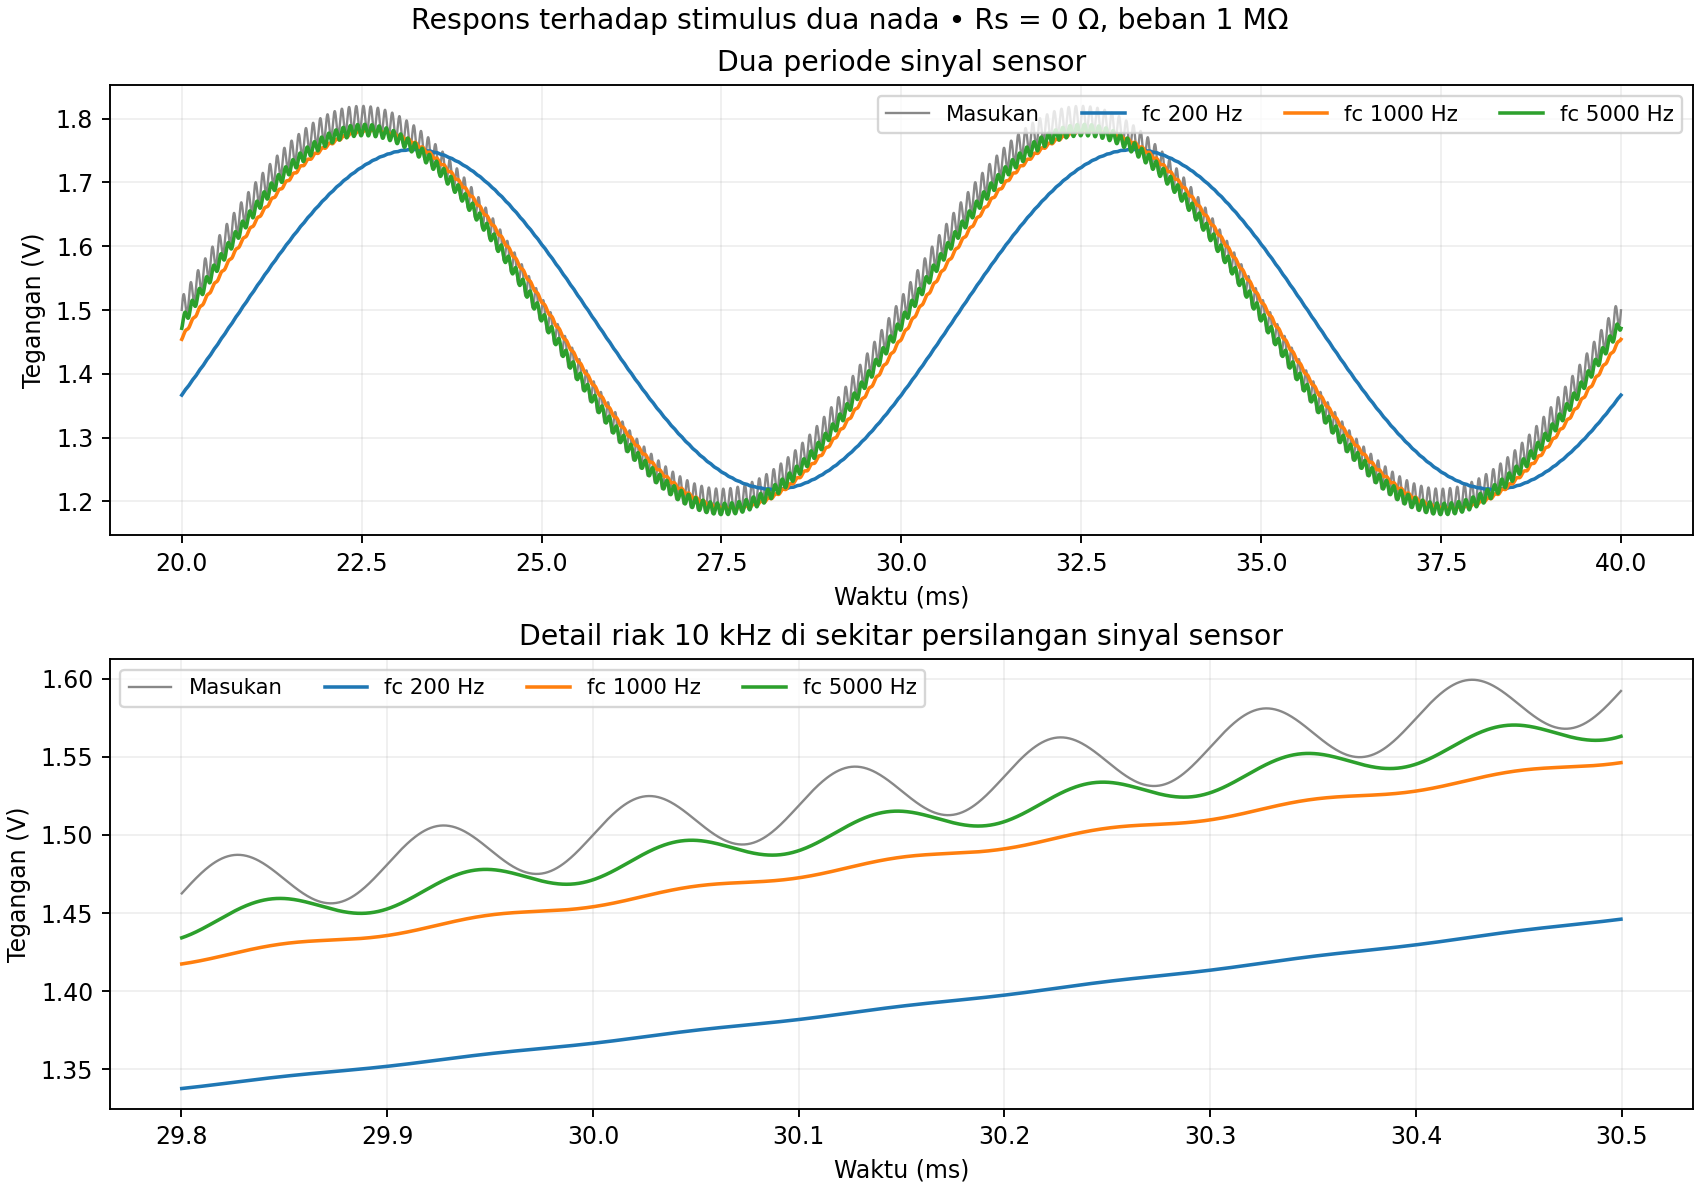 Respons terhadap stimulus dua nada • Rs = 0 Ω, beban 1 MΩ
Dua periode sinyal sensor
Masukan fc 200 Hz fc 1000 Hz fc 5000 Hz
Tegangan (V)
1.8
1.7
1.6
1.5
1.4
1.3
1.2
20.0 22.5 25.0 27.5 30.0 32.5 35.0 37.5 40.0
Waktu (ms)
Detail riak 10 kHz di sekitar persilangan sinyal sensor
Masukan fc 200 Hz fc 1000 Hz fc 5000 Hz
Tegangan (V)
1.60
1.55
1.50
1.45
1.40
1.35
29.8 29.9 30.0 30.1 30.2 30.3 30.4 30.5
Waktu (ms)